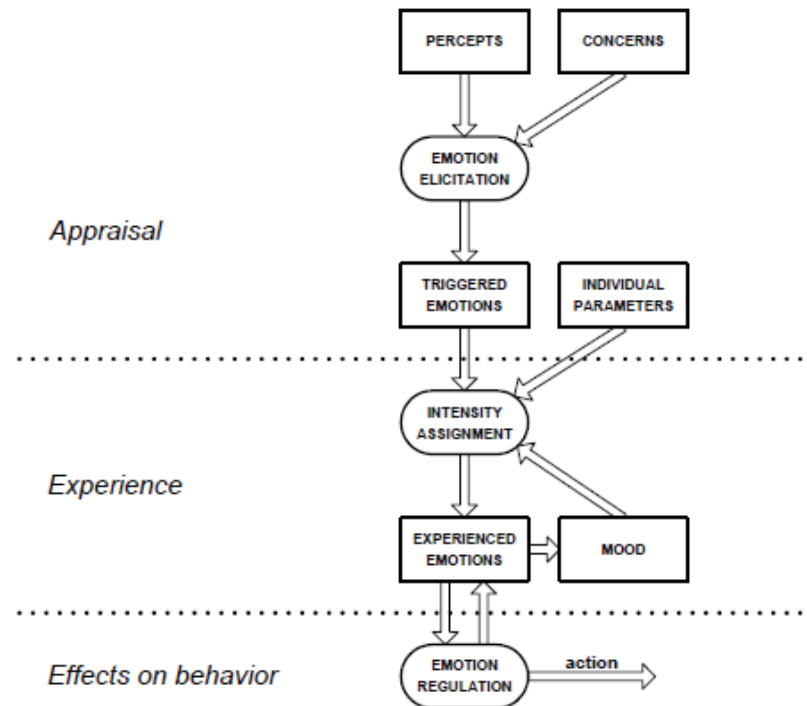 PERCEPTS
CONCERNS
EMOTION
ELICITATION
Appraisal
TRIGGERED
EMOTIONS
INDIVIDUAL
PARAMETERS
INTENSITY
ASSIGNMENT
Experience
EXPERIENCED
EMOTIONS
MOOD
Effects on behavior
EMOTION
REGULATION
action